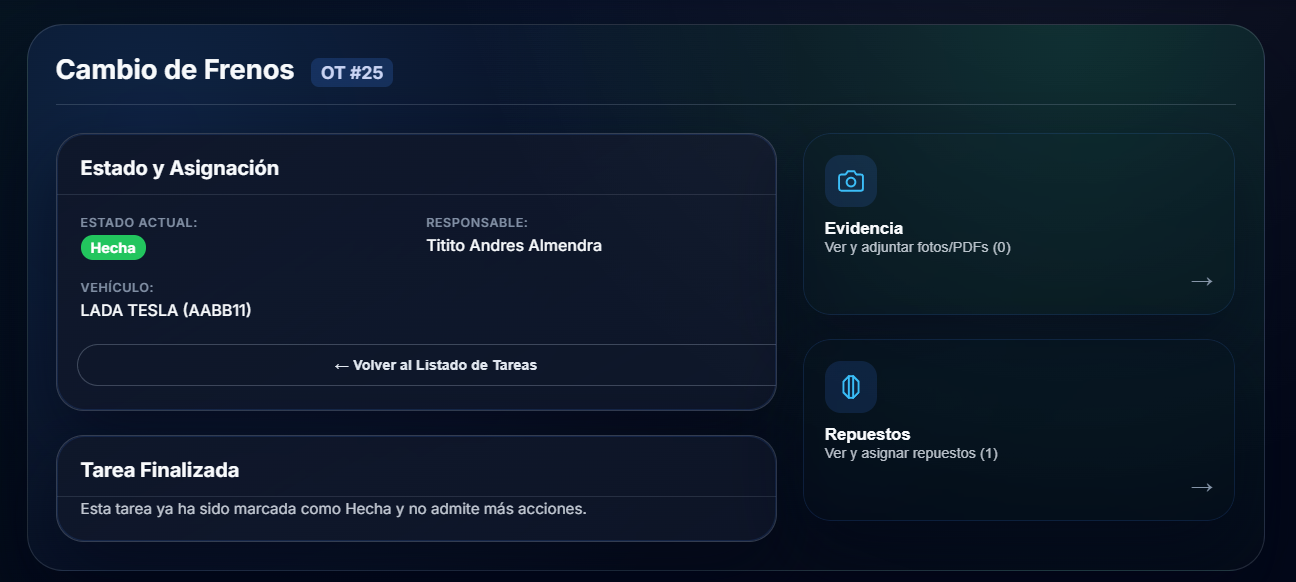 Cambio de Frenos OT #25
Estado y Asignación
ESTADO ACTUAL:
Hecha
RESPONSABLE:
Titito Andres Almendra
VEHÍCULO:
LADA TESLA (AABB11)
← Volver al Listado de Tareas
Tarea Finalizada
Esta tarea ya ha sido marcada como Hecha y no admite más acciones.
Evidencia
Ver y adjuntar fotos/PDFs (0)
→
Repuestos
Ver y asignar repuestos (1)
→